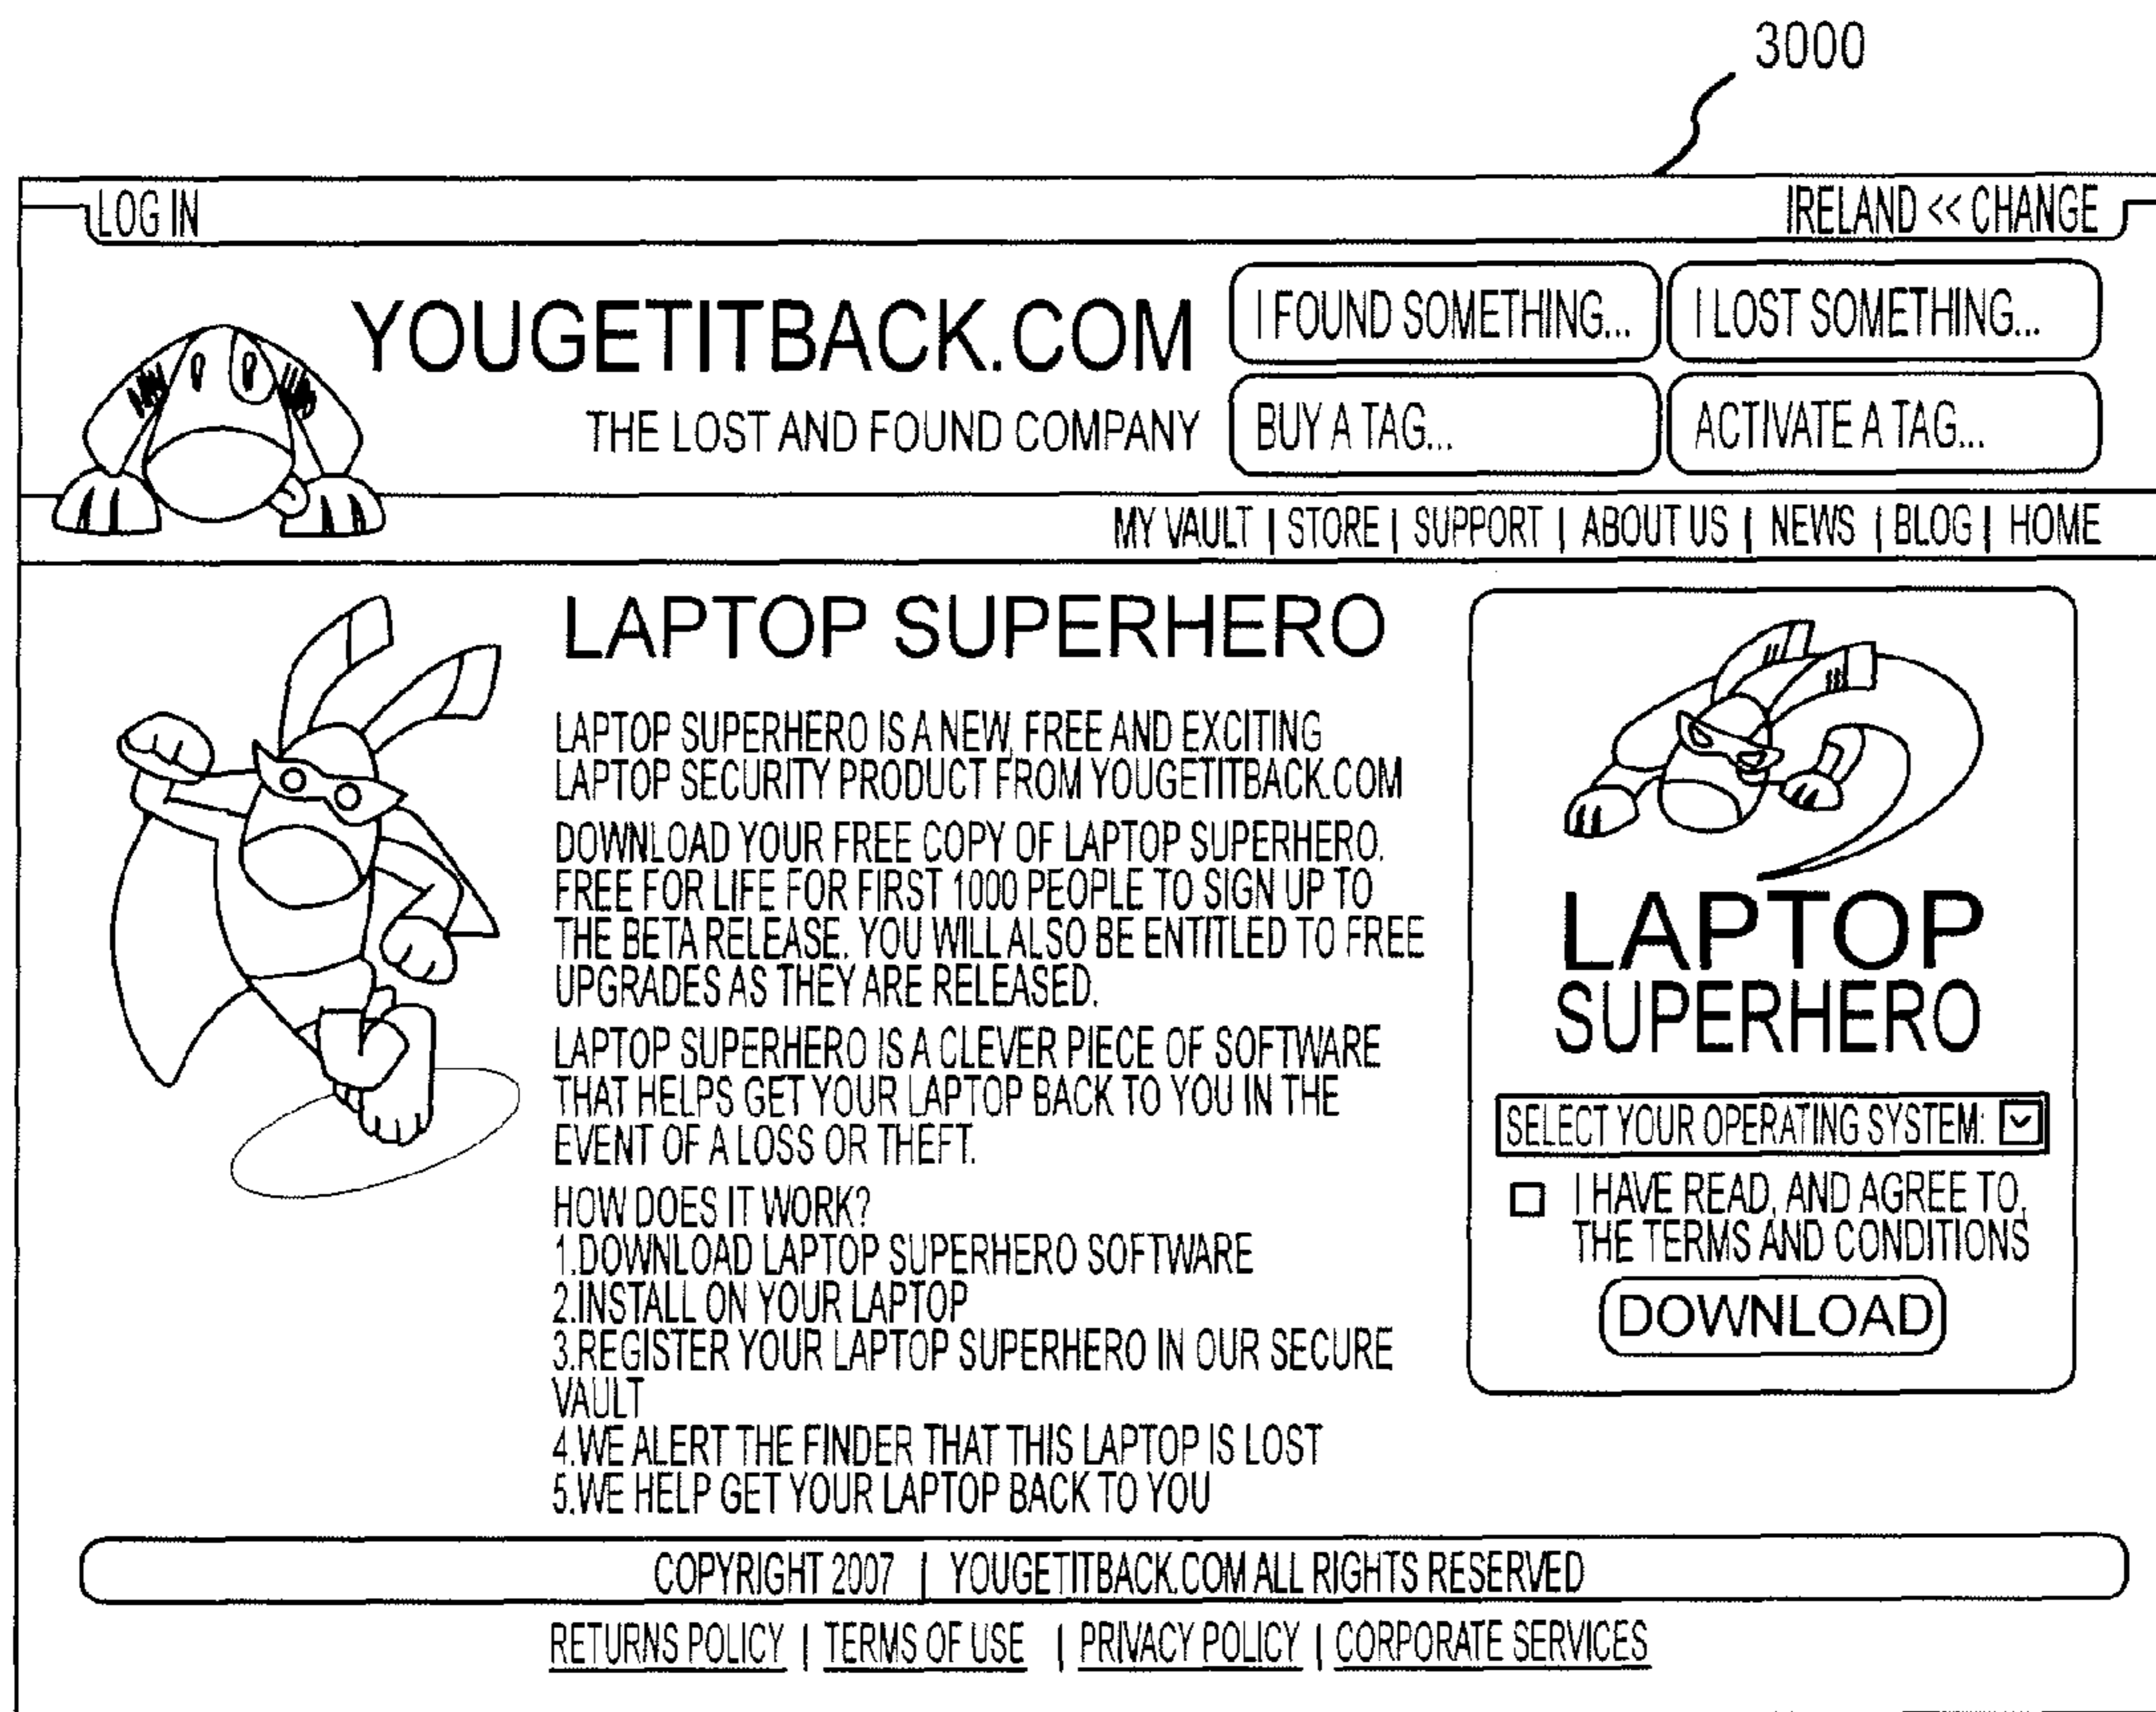 3000
LOG IN
IRELAND << CHANGE
YOUGETITBACK.COM
THE LOST AND FOUND COMPANY
I FOUND SOMETHING...
I LOST SOMETHING...
BUY A TAG...
ACTIVATE A TAG...
MY VAULT | STORE | SUPPORT | ABOUT US | NEWS | BLOG | HOME
LAPTOP SUPERHERO
LAPTOP SUPERHERO IS A NEW, FREE AND EXCITING
LAPTOP SECURITY PRODUCT FROM YOUGETITBACK.COM
DOWNLOAD YOUR FREE COPY OF LAPTOP SUPERHERO.
FREE FOR LIFE FOR FIRST 1000 PEOPLE TO SIGN UP TO
THE BETA RELEASE. YOU WILL ALSO BE ENTITLED TO FREE
UPGRADES AS THEY ARE RELEASED.
LAPTOP SUPERHERO IS A CLEVER PIECE OF SOFTWARE
THAT HELPS GET YOUR LAPTOP BACK TO YOU IN THE
EVENT OF A LOSS OR THEFT.
HOW DOES IT WORK?
1.DOWNLOAD LAPTOP SUPERHERO SOFTWARE
2.INSTALL ON YOUR LAPTOP
3.REGISTER YOUR LAPTOP SUPERHERO IN OUR SECURE
VAULT
4.WE ALERT THE FINDER THAT THIS LAPTOP IS LOST
5.WE HELP GET YOUR LAPTOP BACK TO YOU
LAPTOP
SUPERHERO
SELECT YOUR OPERATING SYSTEM:
I HAVE READ, AND AGREE TO,
THE TERMS AND CONDITIONS
DOWNLOAD
COPYRIGHT 2007 | YOUGETITBACK.COM ALL RIGHTS RESERVED
RETURNS POLICY | TERMS OF USE | PRIVACY POLICY | CORPORATE SERVICES